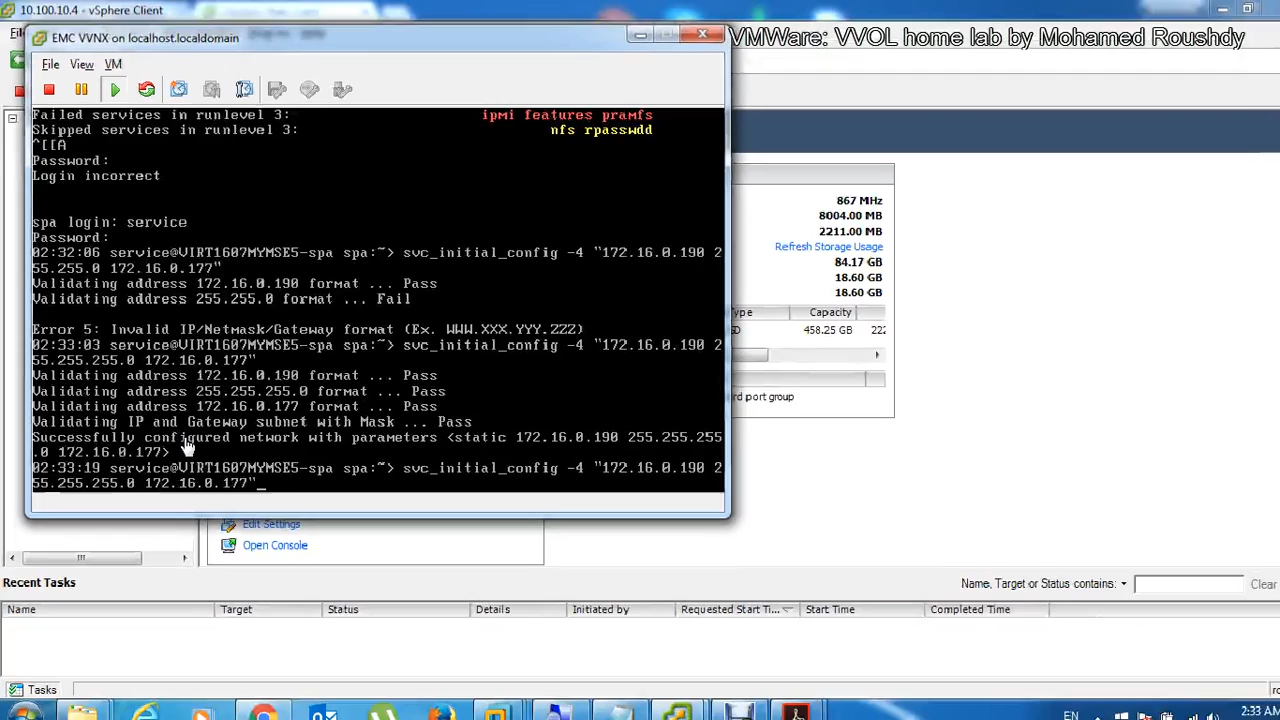 10.100.10.4 - vSphere Client
VMWare: VVOL home lab by Mohamed Roushdy
EMC VVNX on localhost.localdomain
File View VM
Failed services in runlevel 3: ipmi features pramfs
Skipped services in runlevel 3: nfs rpasswdd
^[[A
Password:
Login incorrect
spa login: service
Password:
02:32:06 service@VIRT1607MYMSE5-spa spa:~> svc_initial_config -4 "172.16.0.190 2
55.255.0 172.16.0.177"
Validating address 172.16.0.190 format ... Pass
Validating address 255.255.0 format ... Fail
Error 5: Invalid IP/Netmask/Gateway format (Ex. WWW.XXX.YYY.ZZZ)
02:33:03 service@VIRT1607MYMSE5-spa spa:~> svc_initial_config -4 "172.16.0.190 2
55.255.255.0 172.16.0.177"
Validating address 172.16.0.190 format ... Pass
Validating address 255.255.255.0 format ... Pass
Validating address 172.16.0.177 format ... Pass
Validating IP and Gateway subnet with Mask ... Pass
Successfully configured network with parameters <static 172.16.0.190 255.255.255
.0 172.16.0.177>
02:33:19 service@VIRT1607MYMSE5-spa spa:~> svc_initial_config -4 "172.16.0.190 2
55.255.255.0 172.16.0.177"_
867 MHz
8004.00 MB
2211.00 MB
Refresh Storage Usage
84.17 GB
18.60 GB
18.60 GB
Type Capacity
SD 458.25 GB 222
ed port group
Edit Settings
Open Console
Recent Tasks
Name, Target or Status contains: Clear
Name Target Status Details Initiated by Requested Start Ti... Start Time Completed Time
Tasks
EN 2:33 AM